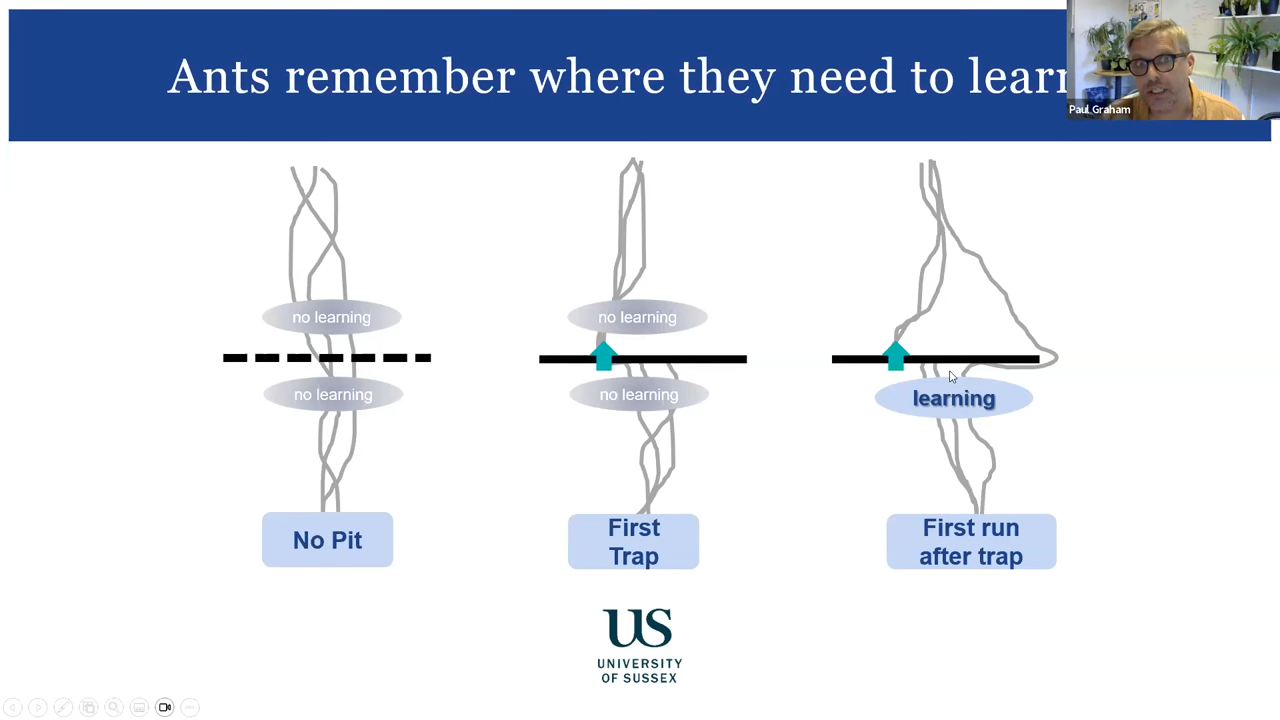 Ants remember where they need to learn
Paul Graham
no learning
no learning
no learning
no learning
learning
No Pit
First
Trap
First run
after trap
US
UNIVERSITY
OF SUSSEX